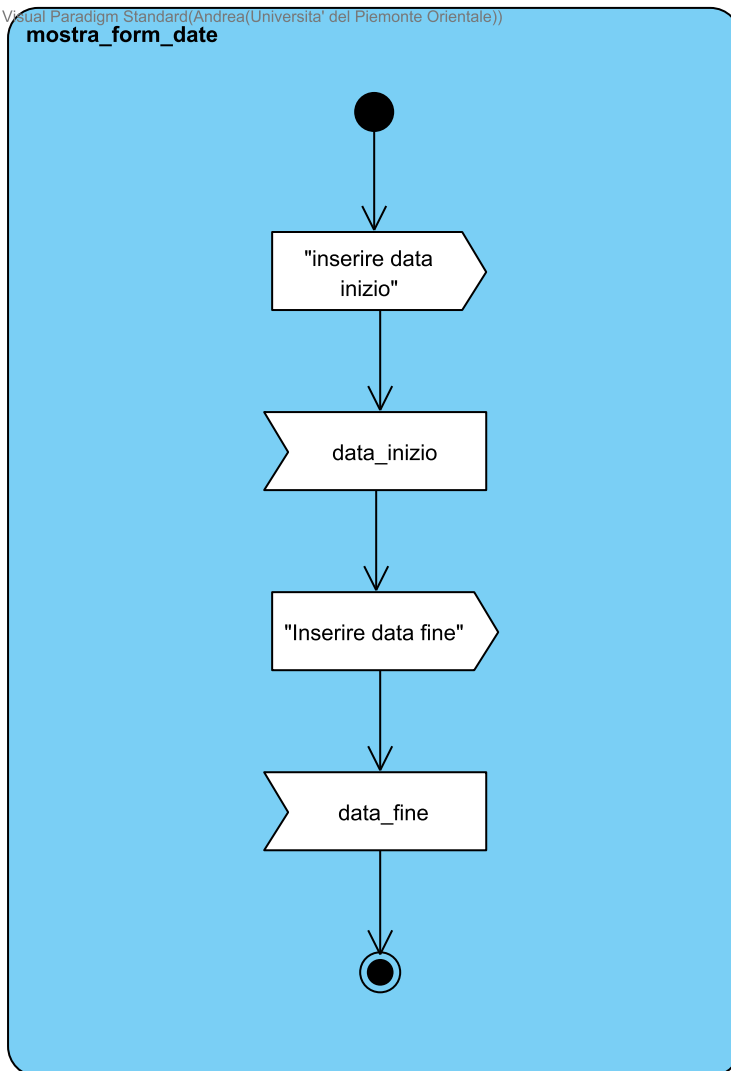 Visual Paradigm Standard(Andrea(Universita' del Piemonte Orientale))
mostra_form_date
"inserire data
inizio"
data_inizio
"Inserire data fine"
data_fine